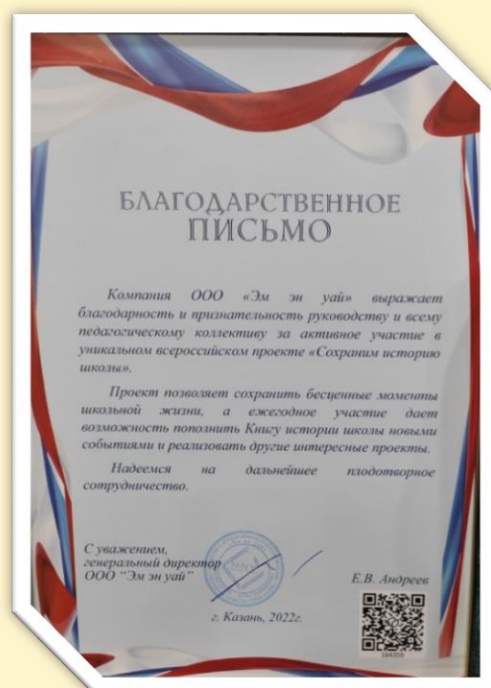 БЛАГОДАРСТВЕННОЕ
ПИСЬМО
Компания ООО «Эм эн уай» выражает
благодарность и признательность руководству и всему
педагогическому коллективу за активное участие в
уникальном всероссийском проекте «Сохраним историю
школы».
Проект позволяет сохранить бесценные моменты
школьной жизни, а ежегодное участие дает
возможность пополнить Книгу истории школы новыми
событиями и реализовать другие интересные проекты.
Надеемся на дальнейшее плодотворное
сотрудничество.
С уважением,
генеральный директор
ООО "Эм эн уай"
Е.В. Андреев
г. Казань, 2022г.